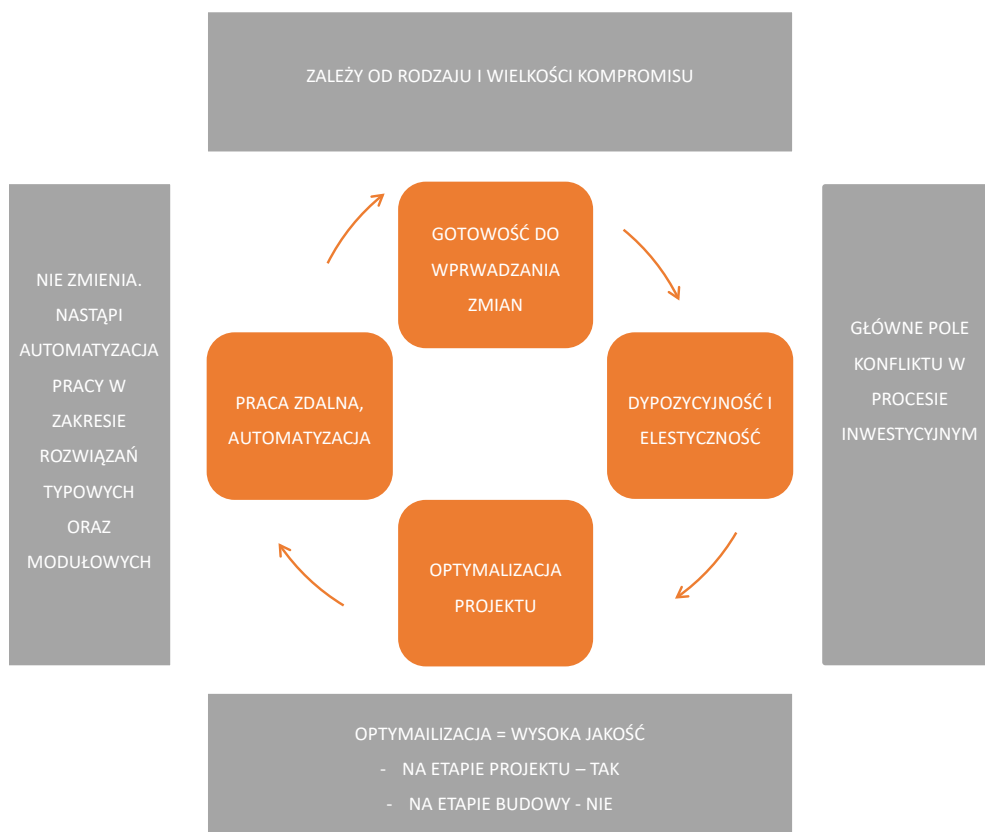 ZALEŻY OD RODZAJU I WIELKOŚCI KOMPROMISU
GOTOWOŚĆ DO
WPRWADZANIA
ZMIAN
NIE ZMIENIA.
NASTĄPI
AUTOMATYZACJA
PRACY W
ZAKRESIE
ROZWIĄZAŃ
TYPOWYCH
ORAZ
MODUŁOWYCH
PRACA ZDALNA,
AUTOMATYZACJA
DYPOZYCYJNOŚĆ I
ELESTYCZNOŚĆ
GŁÓWNE POLE
KONFLIKTU W
PROCESIE
INWESTYCYJNYM
OPTYMALIZACJA
PROJEKTU
OPTYMAILIZACJA = WYSOKA JAKOŚĆ
- NA ETAPIE PROJEKTU – TAK
- NA ETAPIE BUDOWY - NIE